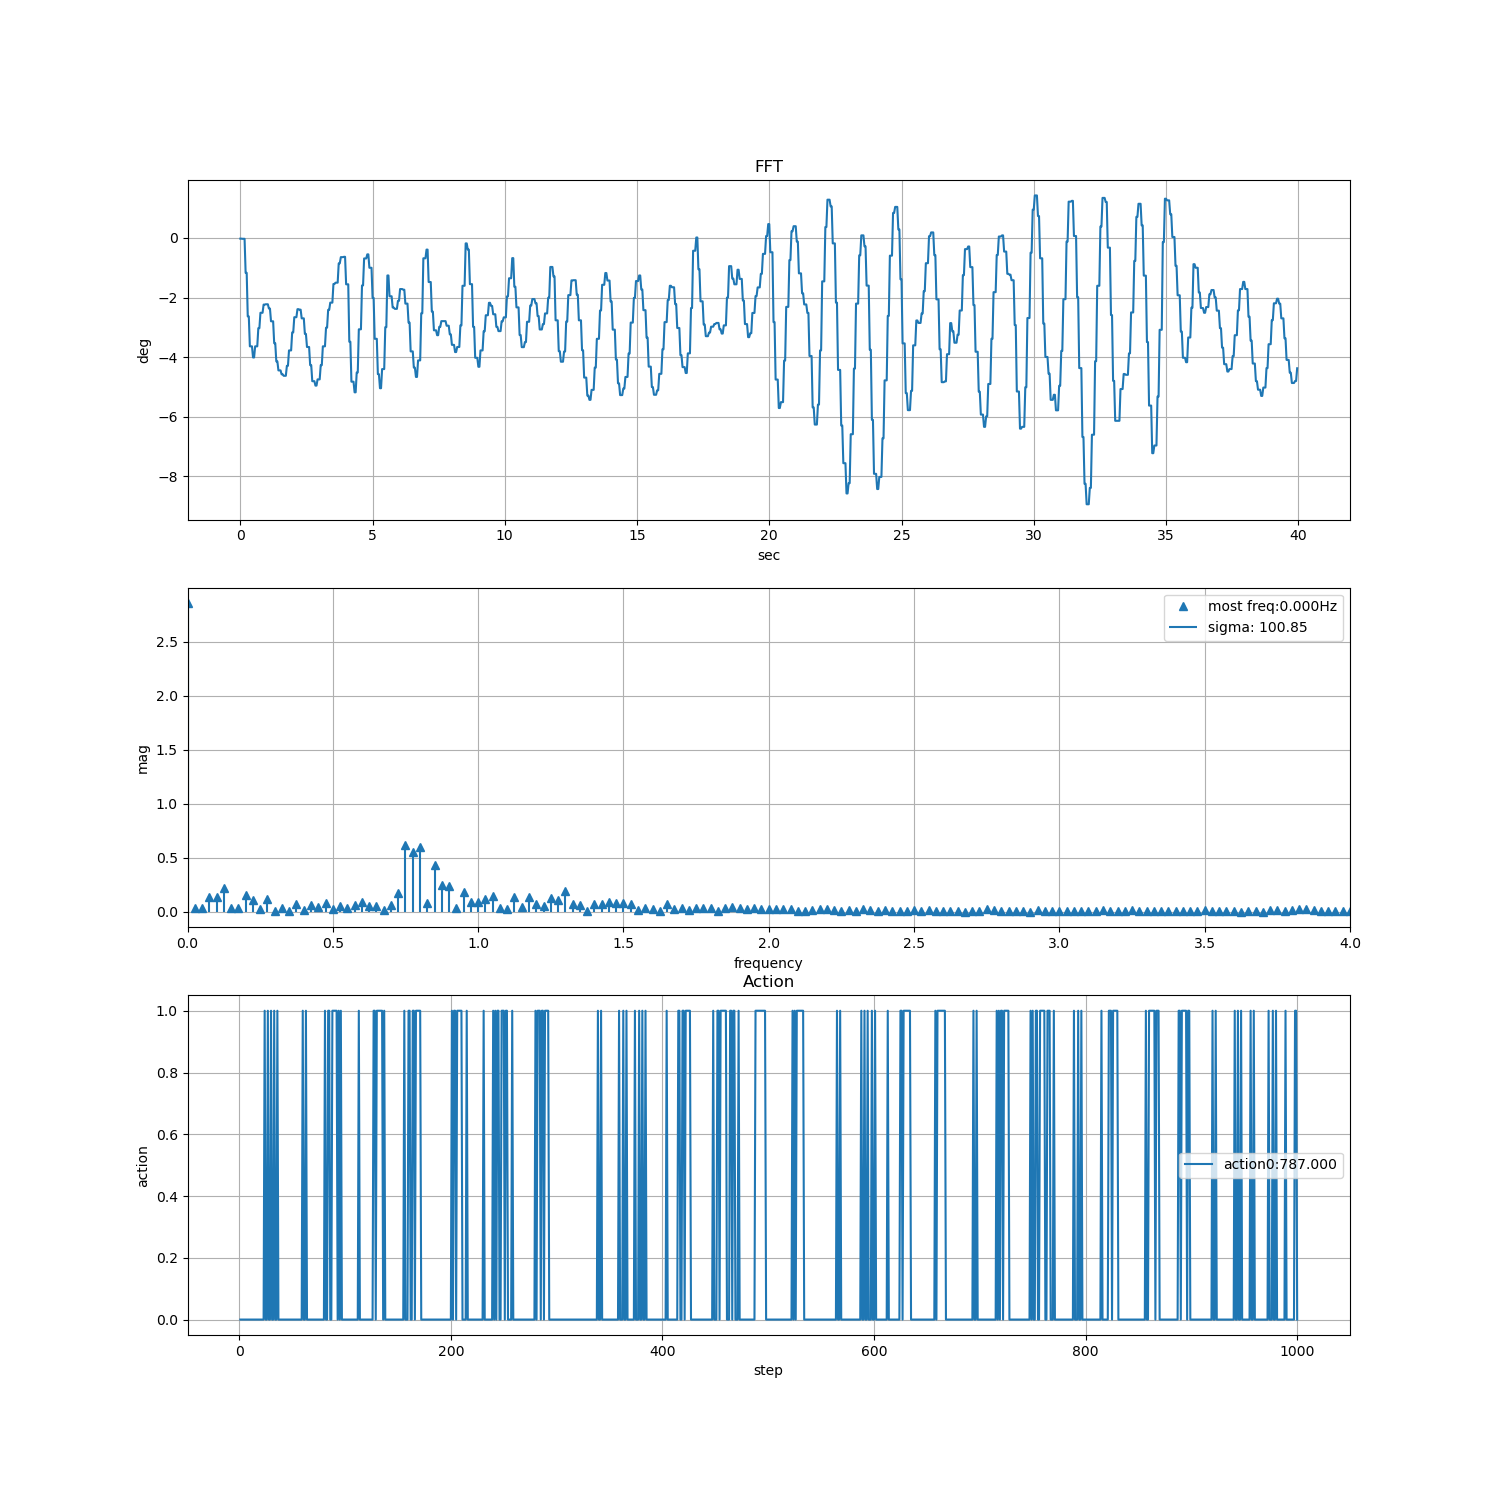 FFT
0
−2
−4
−6
−8
deg
0 5 10 15 20 25 30 35 40
sec
most freq:0.000Hz
sigma: 100.85
2.5
2.0
1.5
1.0
0.5
0.0
mag
0.0 0.5 1.0 1.5 2.0 2.5 3.0 3.5 4.0
frequency
Action
1.0
0.8
0.6
0.4
0.2
0.0
action
action0:787.000
0 200 400 600 800 1000
step